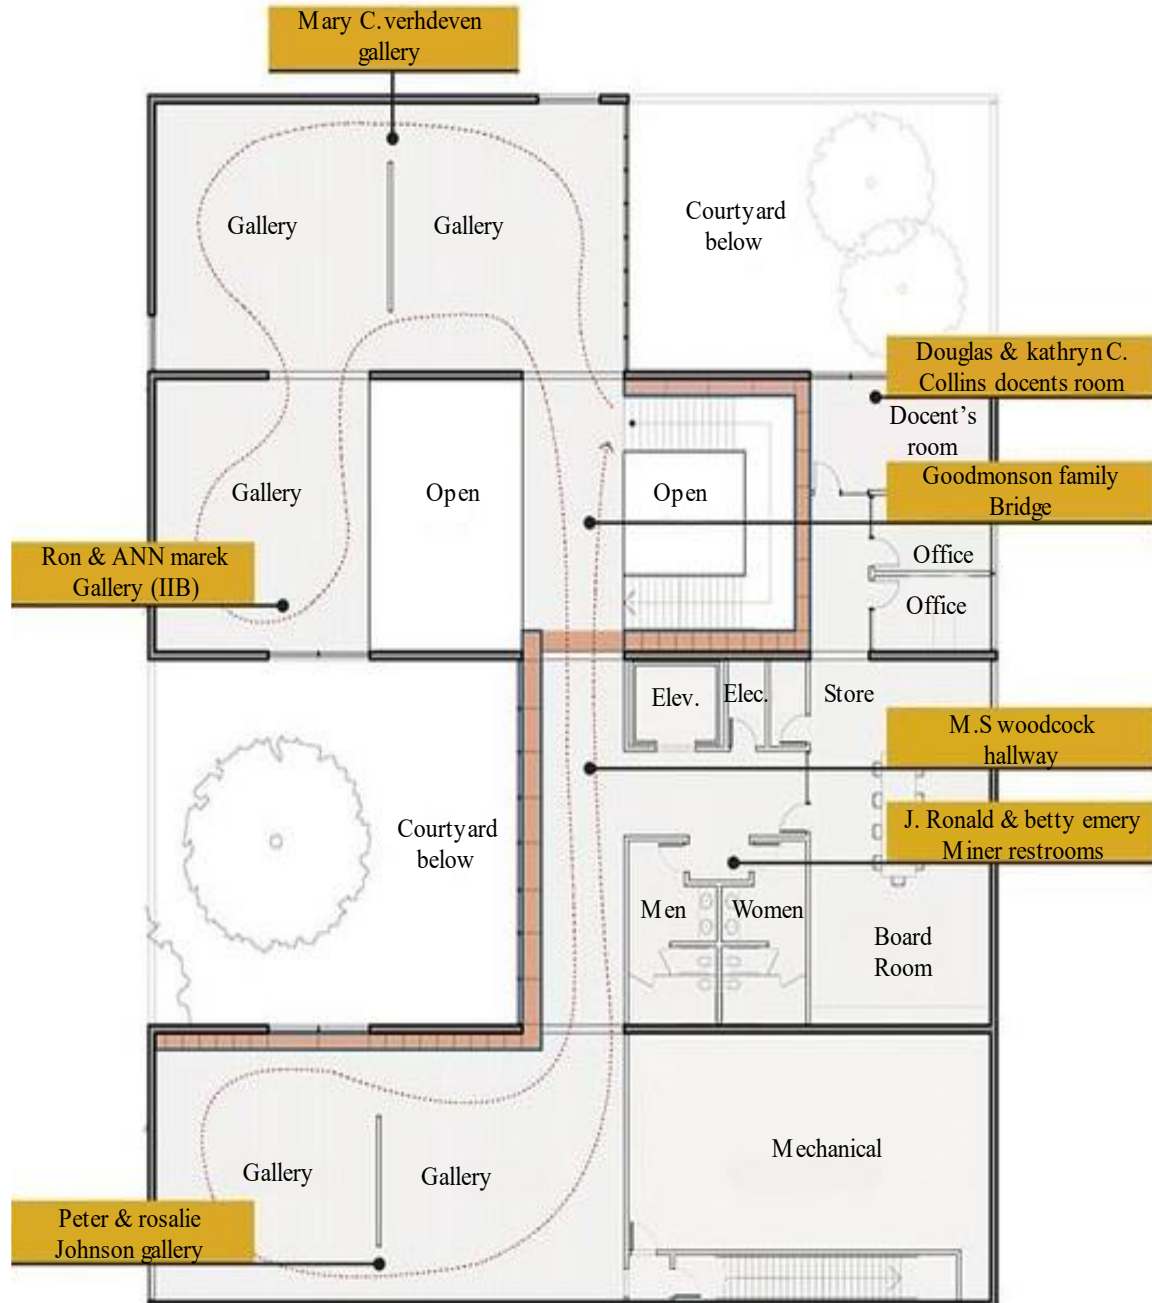 Mary C.verhdeven
gallery
Gallery
Gallery
Courtyard
below
Douglas & kathryn C.
Collins docents room
Docent's
room
Goodmonson family
Bridge
Gallery
Open
Open
Office
Office
Ron & ANN marek
Gallery (IIB)
Elev.
Elec.
Store
M.S woodcock
hallway
J. Ronald & betty emery
Miner restrooms
Courtyard
below
Men
Women
Board
Room
Mechanical
Gallery
Gallery
Peter & rosalie
Johnson gallery